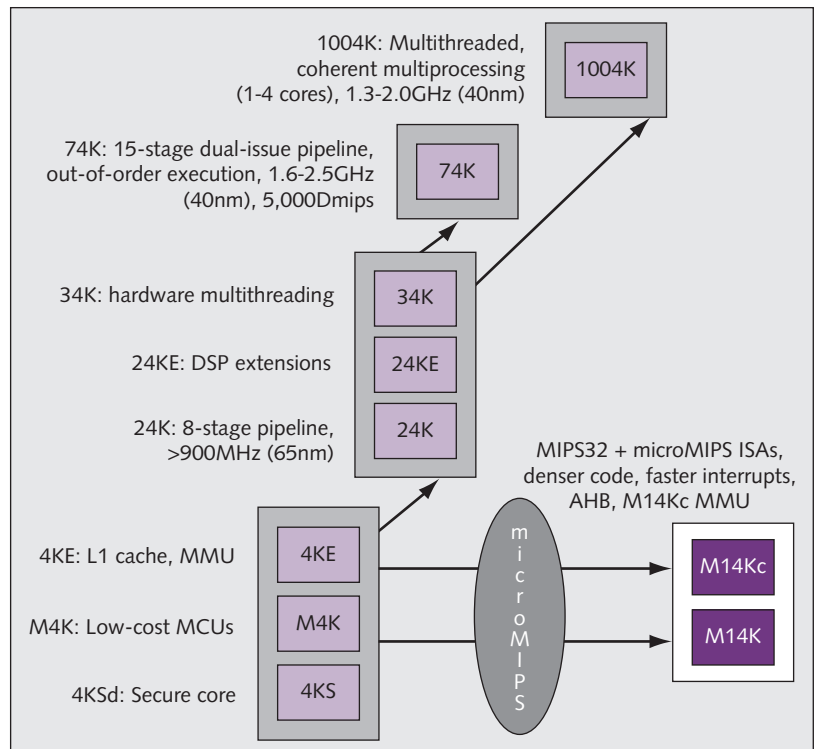 1004K: Multithreaded,
coherent multiprocessing
(1-4 cores), 1.3-2.0GHz (40nm)
1004K
74K: 15-stage dual-issue pipeline,
out-of-order execution, 1.6-2.5GHz
(40nm), 5,000Dmips
74K
34K: hardware multithreading
34K
24KE: DSP extensions
24KE
24K: 8-stage pipeline,
>900MHz (65nm)
24K
MIPS32 + microMIPS ISAs,
denser code, faster interrupts,
AHB, M14Kc MMU
4KE: L1 cache, MMU
4KE
microMIPS
M14Kc
M4K: Low-cost MCUs
M4K
M14K
4KSd: Secure core
4KS